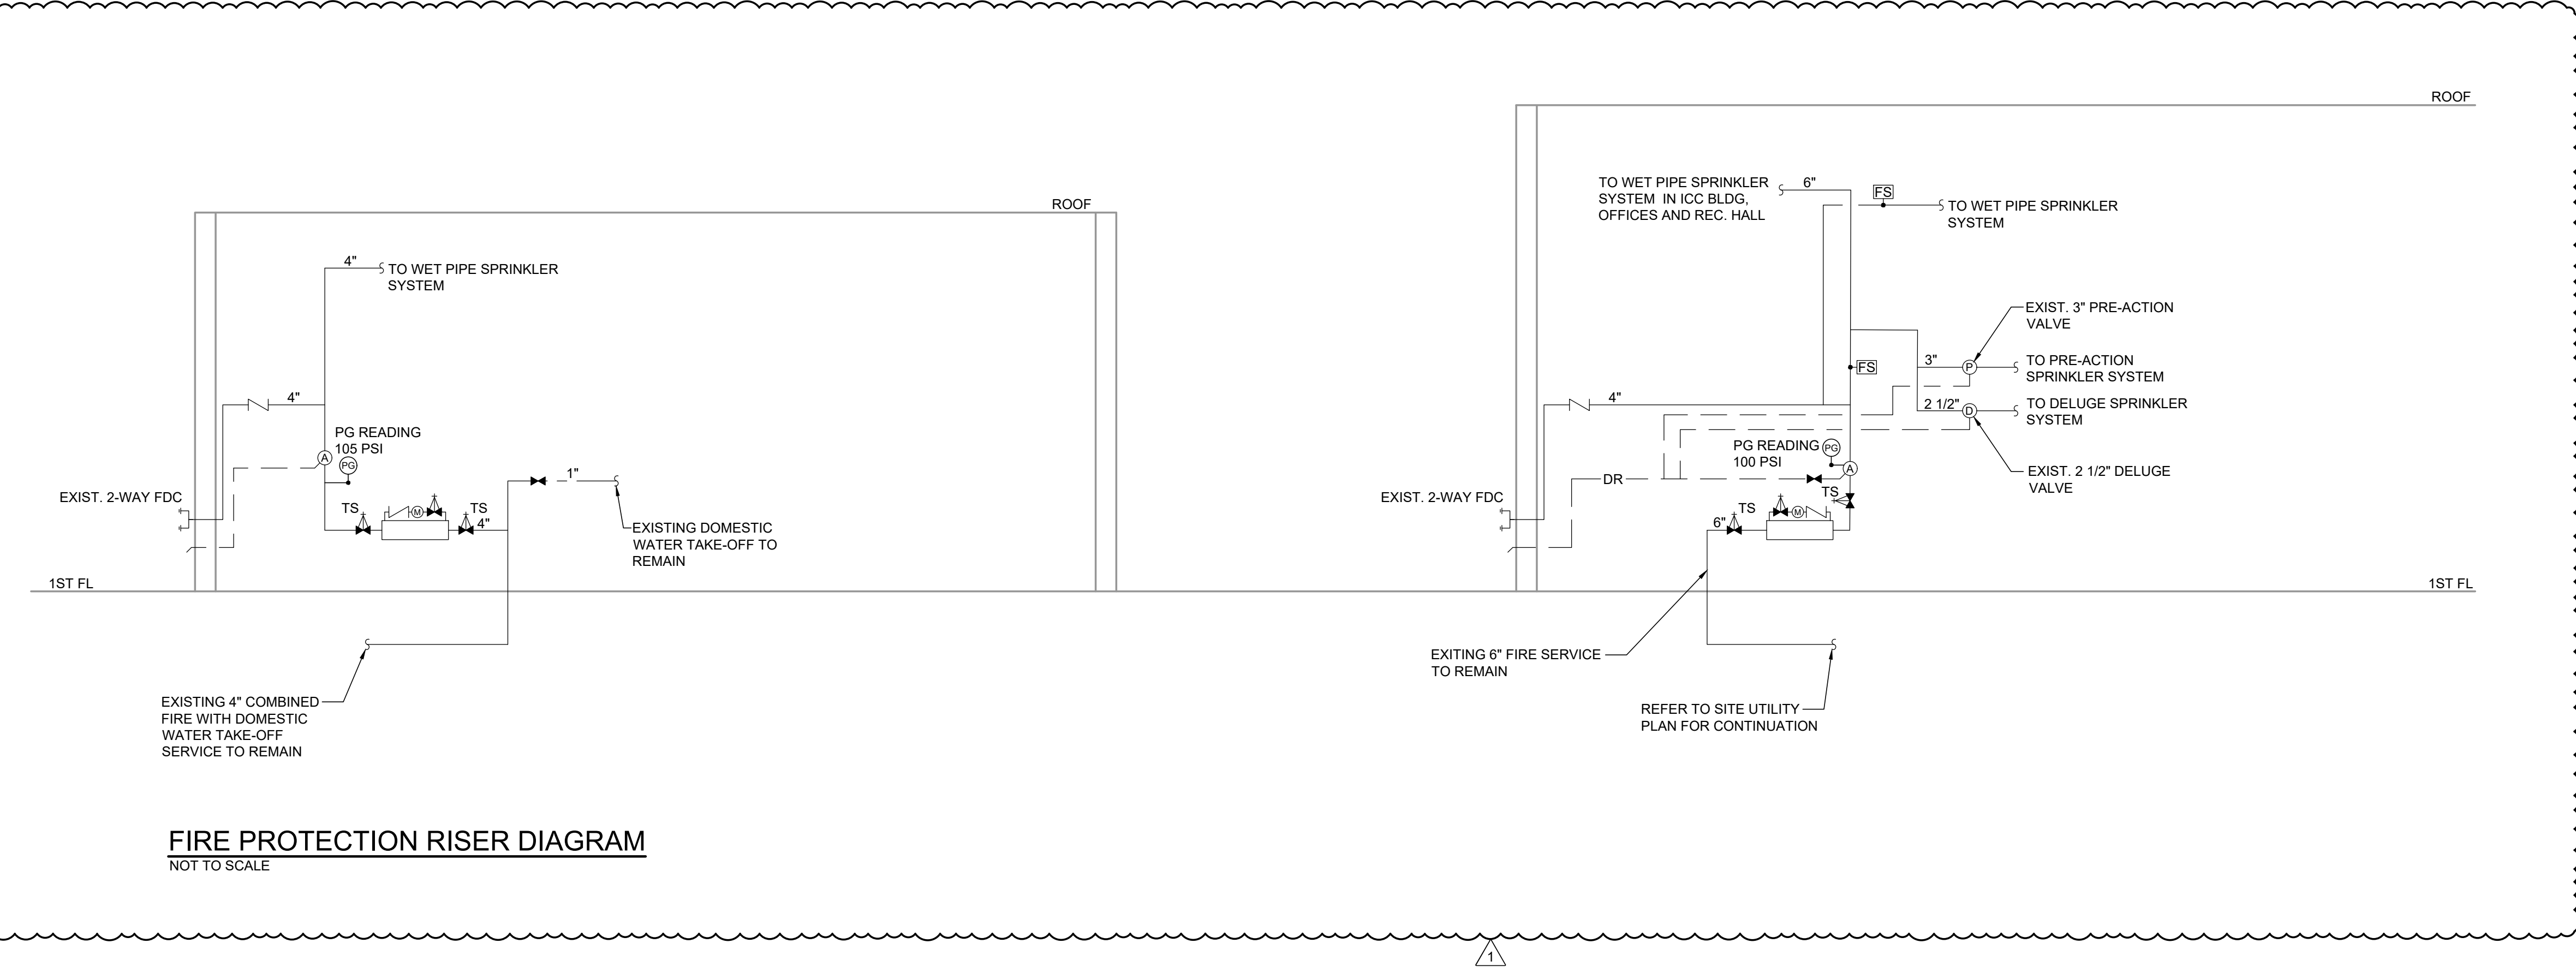 ROOF
4"
TO WET PIPE SPRINKLER
SYSTEM
4"
PG READING
105 PSI
A
PG
EXIST. 2-WAY FDC
TS
M
TS
4"
1"
EXISTING DOMESTIC
WATER TAKE-OFF TO
REMAIN
1ST FL
EXISTING 4" COMBINED
FIRE WITH DOMESTIC
WATER TAKE-OFF
SERVICE TO REMAIN
ROOF
TO WET PIPE SPRINKLER
SYSTEM IN ICC BLDG,
OFFICES AND REC. HALL
6"
FS
TO WET PIPE SPRINKLER
SYSTEM
EXIST. 3" PRE-ACTION
VALVE
FS
3"
P
TO PRE-ACTION
SPRINKLER SYSTEM
4"
2 1/2"
D
TO DELUGE SPRINKLER
SYSTEM
PG READING
100 PSI
PG
A
DR
EXIST. 2 1/2" DELUGE
VALVE
EXIST. 2-WAY FDC
TS
6"
TS
M
1ST FL
EXITING 6" FIRE SERVICE
TO REMAIN
REFER TO SITE UTILITY
PLAN FOR CONTINUATION
FIRE PROTECTION RISER DIAGRAM
NOT TO SCALE
1